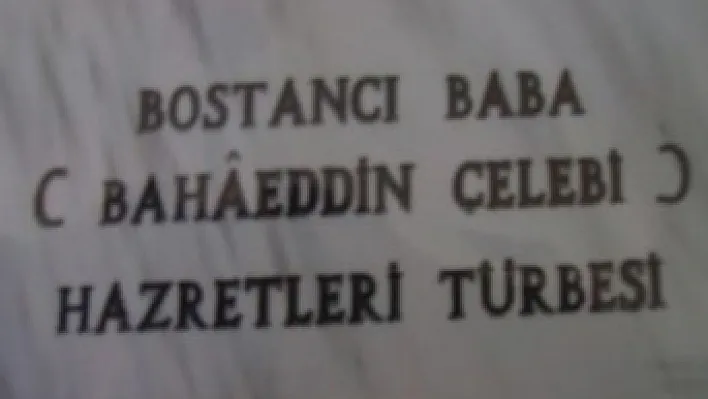 BOSTANCI BABA
( BAHÂEDDİN ÇELEBİ )
HAZRETLERİ TÜRBESİ